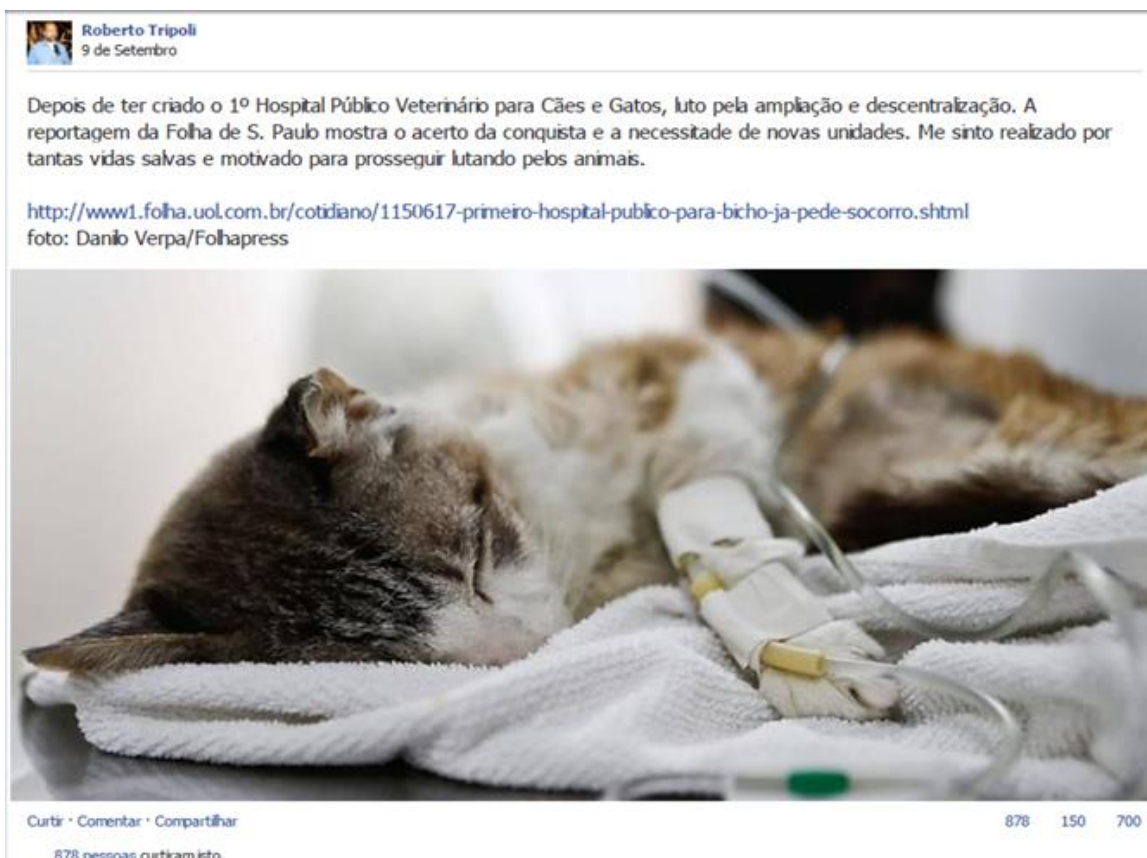 Roberto Tripoli
9 de Setembro
Depois de ter criado o 1º Hospital Público Veterinário para Cães e Gatos, luto pela ampliação e descentralização. A
reportagem da Folha de S. Paulo mostra o acerto da conquista e a necessitade de novas unidades. Me sinto realizado por
tantas vidas salvas e motivado para prosseguir lutando pelos animais.
http://www1.folha.uol.com.br/cotidiano/1150617-primeiro-hospital-publico-para-bicho-ja-pede-socorro.shtml
foto: Danilo Verpa/Folhapress
Curtir · Comentar · Compartilhar 878 150 700
878 pessoas curtiram isto.